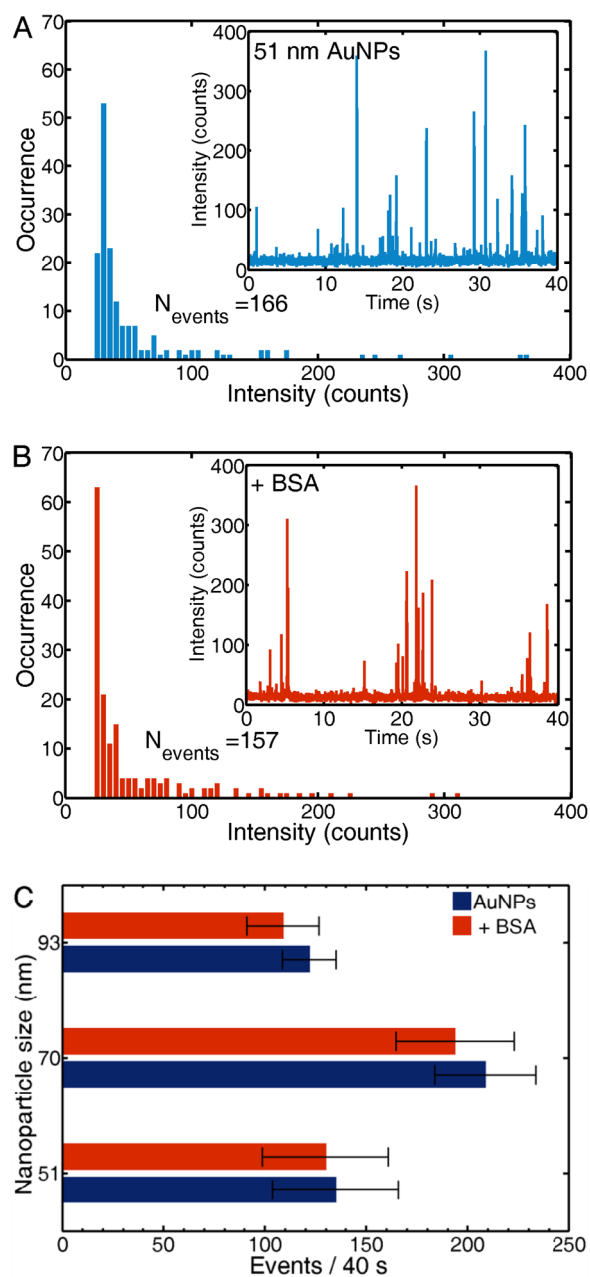 A
70
60
50
40
30
20
10
0
Occurrence
0 100 200 300 400
Intensity (counts)
N events =166
51 nm AuNPs
400
300
200
100
0
Intensity (counts)
0 10 20 30 40
Time (s)
B
70
60
50
40
30
20
10
0
Occurrence
0 100 200 300 400
Intensity (counts)
N events =157
+ BSA
400
300
200
100
0
Intensity (counts)
0 10 20 30 40
Time (s)
C
AuNPs
+ BSA
93
70
51
Nanoparticle size (nm)
0 50 100 150 200 250
Events / 40 s